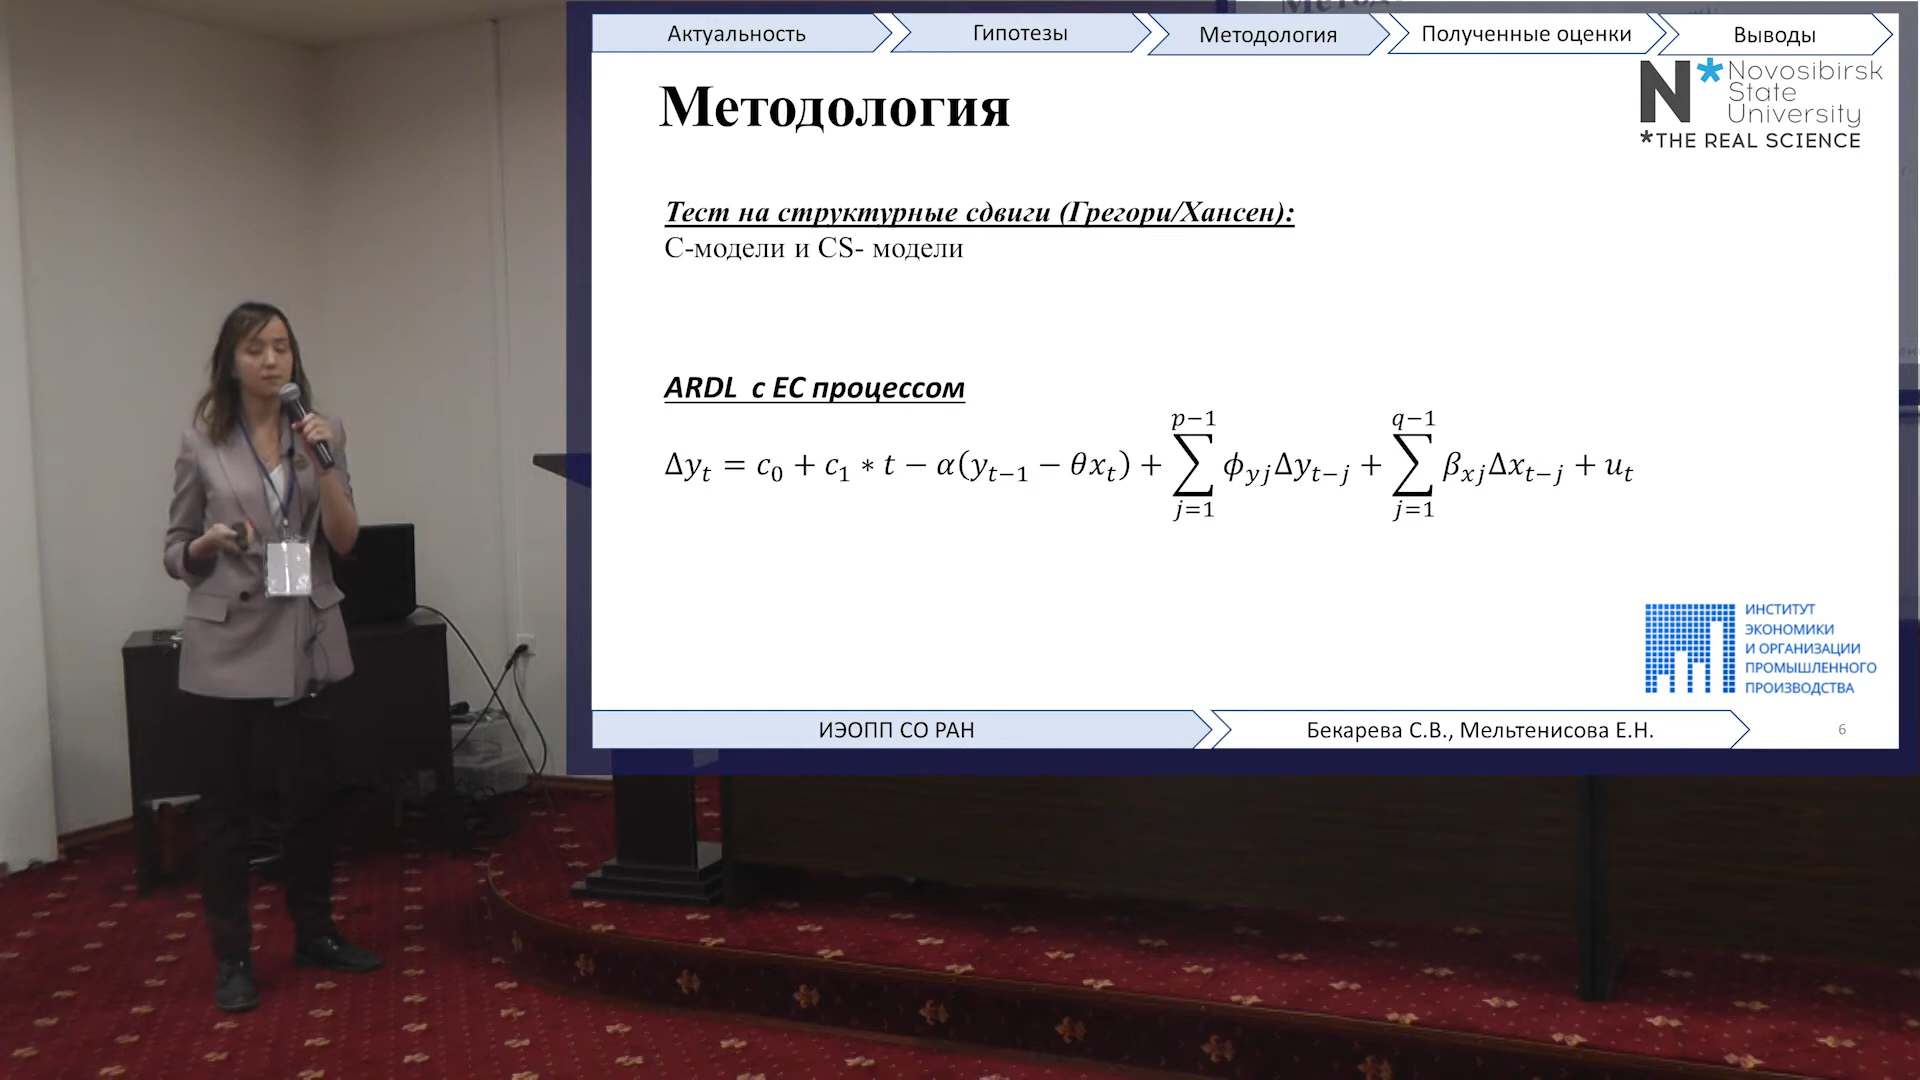 Актуальность
Гипотезы
Методология
Полученные оценки
Выводы
N*Novosibirsk
State
University
*THE REAL SCIENCE
Методология
Тест на структурные сдвиги (Грегори/Хансен):
С-модели и CS- модели
ARDL с ЕС процессом
Δy_t = c_0 + c_1 ∗ t − α(y_{t−1} − θx_t) + ∑_{j=1}^{p−1} ϕ_{yj}Δy_{t−j} + ∑_{j=1}^{q−1} β_{xj}Δx_{t−j} + u_t
ИНСТИТУТ
ЭКОНОМИКИ
И ОРГАНИЗАЦИИ
ПРОМЫШЛЕННОГО
ПРОИЗВОДСТВА
ИЭОПП СО РАН
Бекарева С.В., Мельтенисова Е.Н.
6